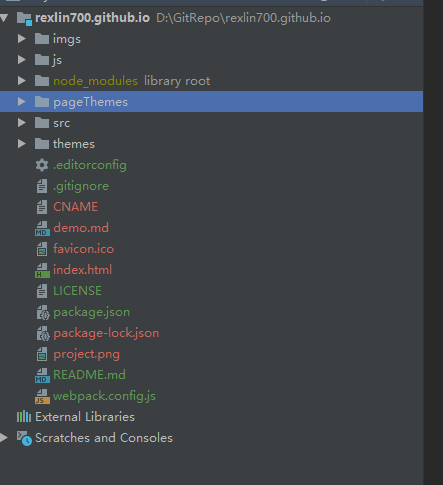 rexlin700.github.io D:\GitRepo\rexlin700.github.io
imgs
js
node_modules library root
pageThemes
src
themes
.editorconfig
.gitignore
CNAME
demo.md
favicon.ico
index.html
LICENSE
package.json
package-lock.json
project.png
README.md
webpack.config.js
External Libraries
Scratches and Consoles